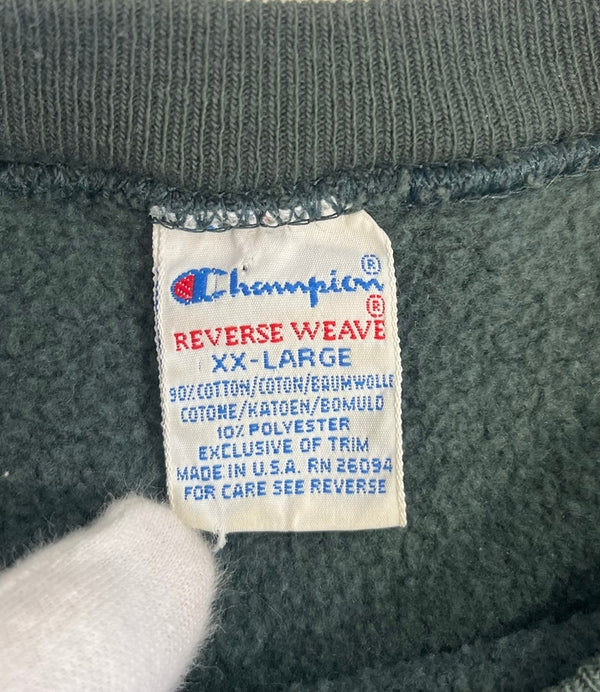 Champion®
REVERSE WEAVE®
XX-LARGE
90% COTTON/COTON/BAUMWOLLE
COTONE/KATOEN/BOMULD
10% POLYESTER
EXCLUSIVE OF TRIM
MADE IN U.S.A. RN 26094
FOR CARE SEE REVERSE